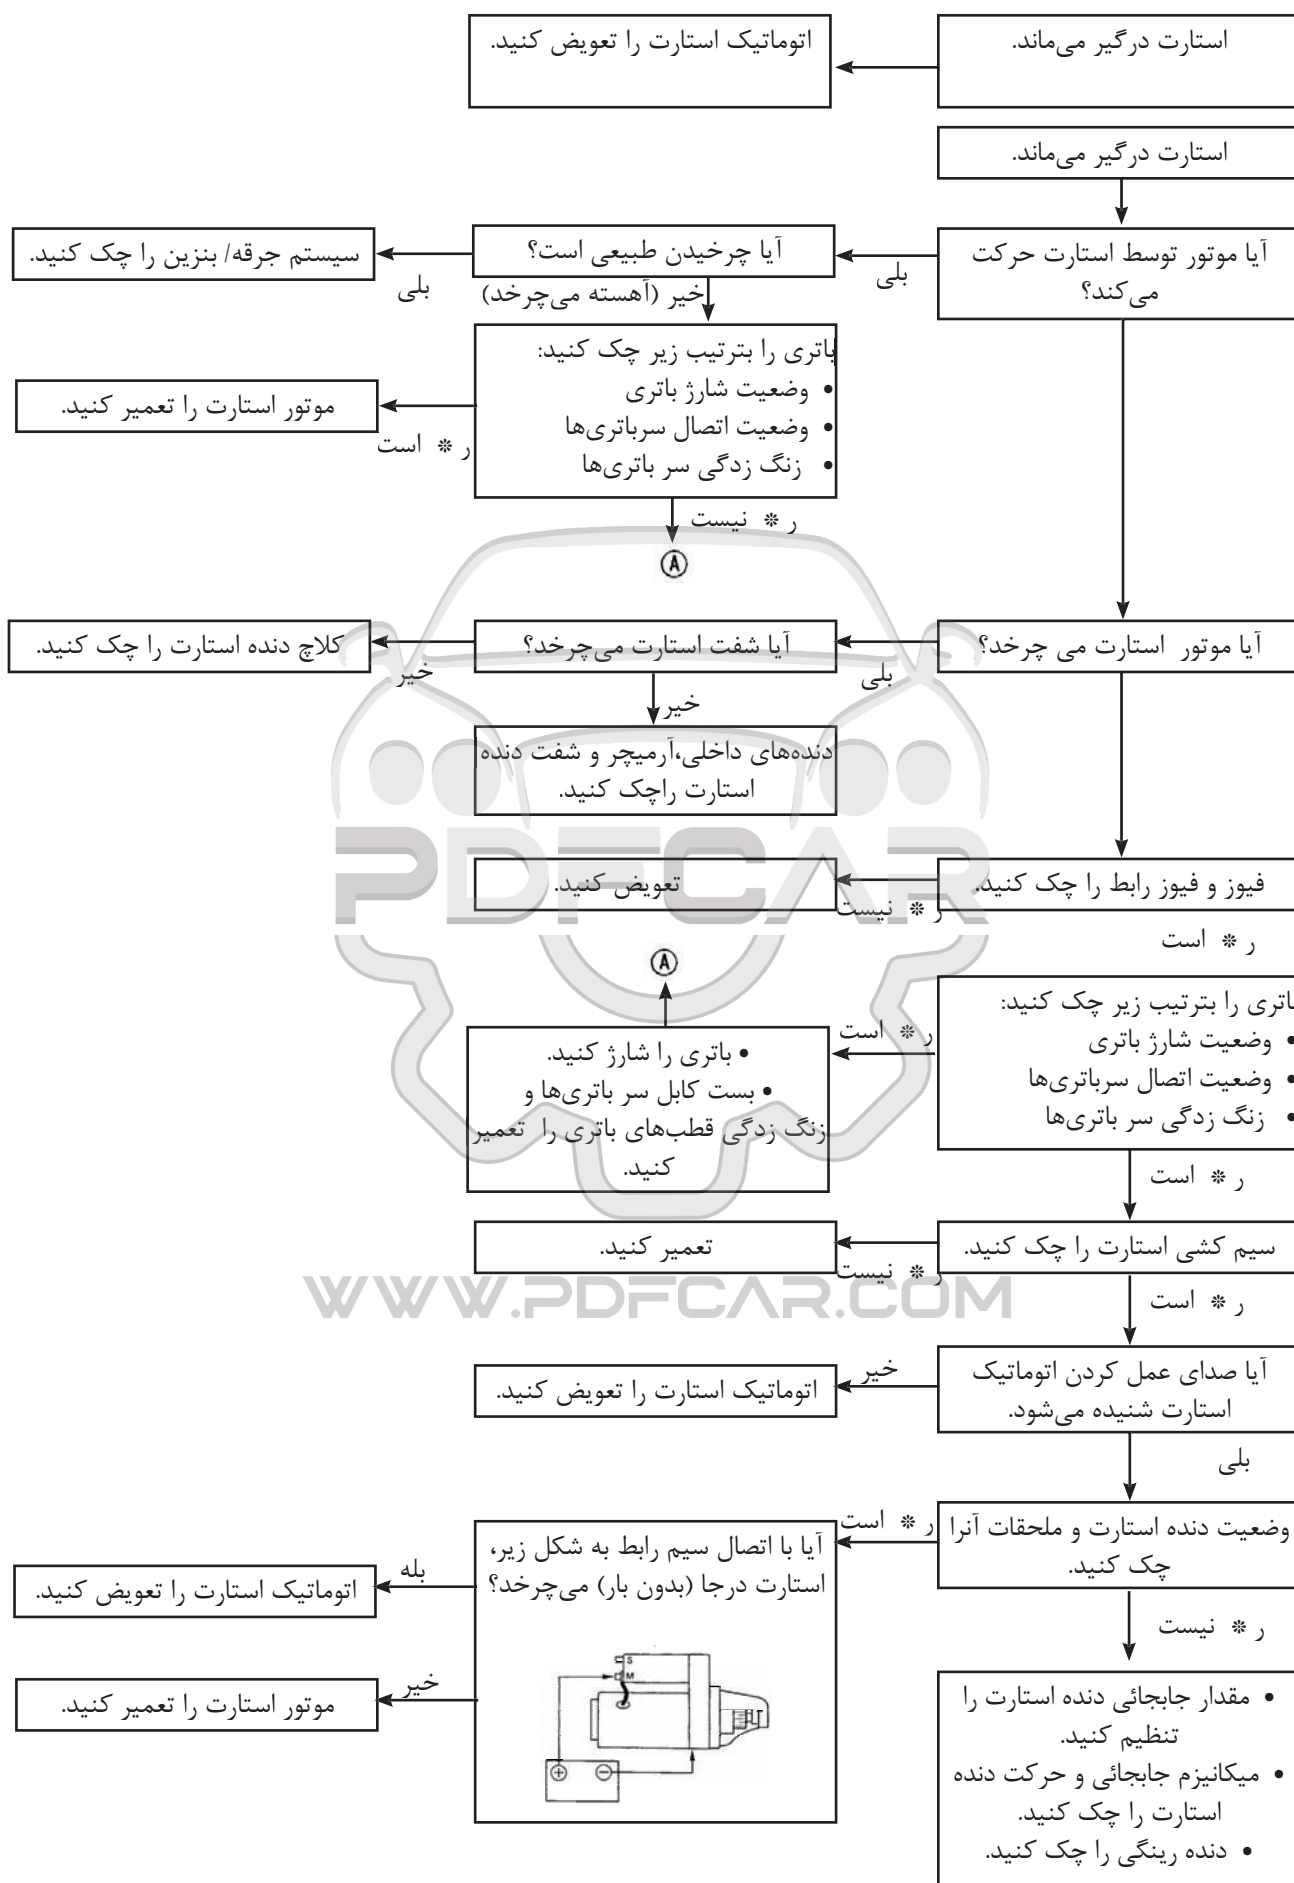 استارت درگیر می‌ماند.
اتوماتیک استارت را تعویض کنید.
استارت درگیر می‌ماند.
آیا موتور توسط استارت حرکت
می‌کند؟
بلی
آیا چرخیدن طبیعی است؟
بلی
سیستم جرقه/ بنزین را چک کنید.
خیر (آهسته می‌چرخد)
باتری را بترتیب زیر چک کنید:
• وضعیت شارژ باتری
• وضعیت اتصال سرباتری‌ها
• زنگ زدگی سر باتری‌ها
ر ❊ است
موتور استارت را تعمیر کنید.
ر ❊ نیست
A
آیا موتور استارت می چرخد؟
بلی
آیا شفت استارت می‌چرخد؟
خیر
کلاچ دنده استارت را چک کنید.
خیر
دنده‌های داخلی،آرمیچر و شفت دنده
استارت راچک کنید.
PDFCAR
فیوز و فیوز رابط را چک کنید.
ر ❊ نیست
تعویض کنید.
ر ❊ است
A
باتری را بترتیب زیر چک کنید:
• وضعیت شارژ باتری
• وضعیت اتصال سرباتری‌ها
• زنگ زدگی سر باتری‌ها
ر ❊ است
• باتری را شارژ کنید.
• بست کابل سر باتری‌ها و
زنگ زدگی قطب‌های باتری را تعمیر
کنید.
ر ❊ است
سیم کشی استارت را چک کنید.
ر ❊ نیست
تعمیر کنید.
WWW.PDFCAR.COM
ر ❊ است
آیا صدای عمل کردن اتوماتیک
استارت شنیده می‌شود.
خیر
اتوماتیک استارت را تعویض کنید.
بلی
وضعیت دنده استارت و ملحقات آنرا
چک کنید.
ر ❊ است
آیا با اتصال سیم رابط به شکل زیر،
استارت درجا (بدون بار) می‌چرخد؟
S
M
+ −
بله
اتوماتیک استارت را تعویض کنید.
خیر
موتور استارت را تعمیر کنید.
ر ❊ نیست
• مقدار جابجائی دنده استارت را
تنظیم کنید.
• میکانیزم جابجائی و حرکت دنده
استارت را چک کنید.
• دنده رینگی را چک کنید.